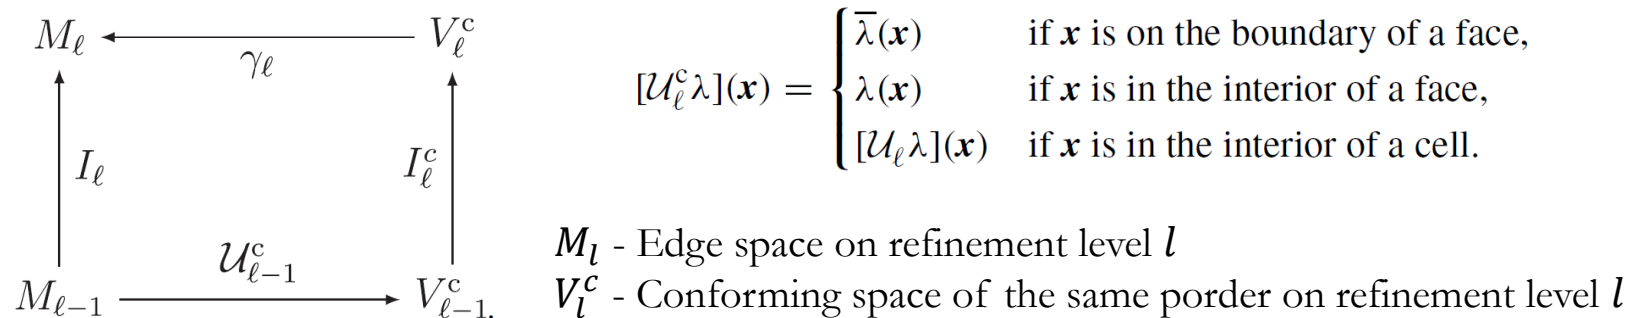 M_ℓ V_ℓ^c
γ_ℓ
I_ℓ I_ℓ^c
𝒰_{ℓ−1}^c
M_{ℓ−1} V_{ℓ−1}^c.
[𝒰_ℓ^c λ](x) = { λ̅(x) if x is on the boundary of a face,
λ(x) if x is in the interior of a face,
[𝒰_ℓ λ](x) if x is in the interior of a cell.
M_l - Edge space on refinement level l
V_l^c - Conforming space of the same porder on refinement level l